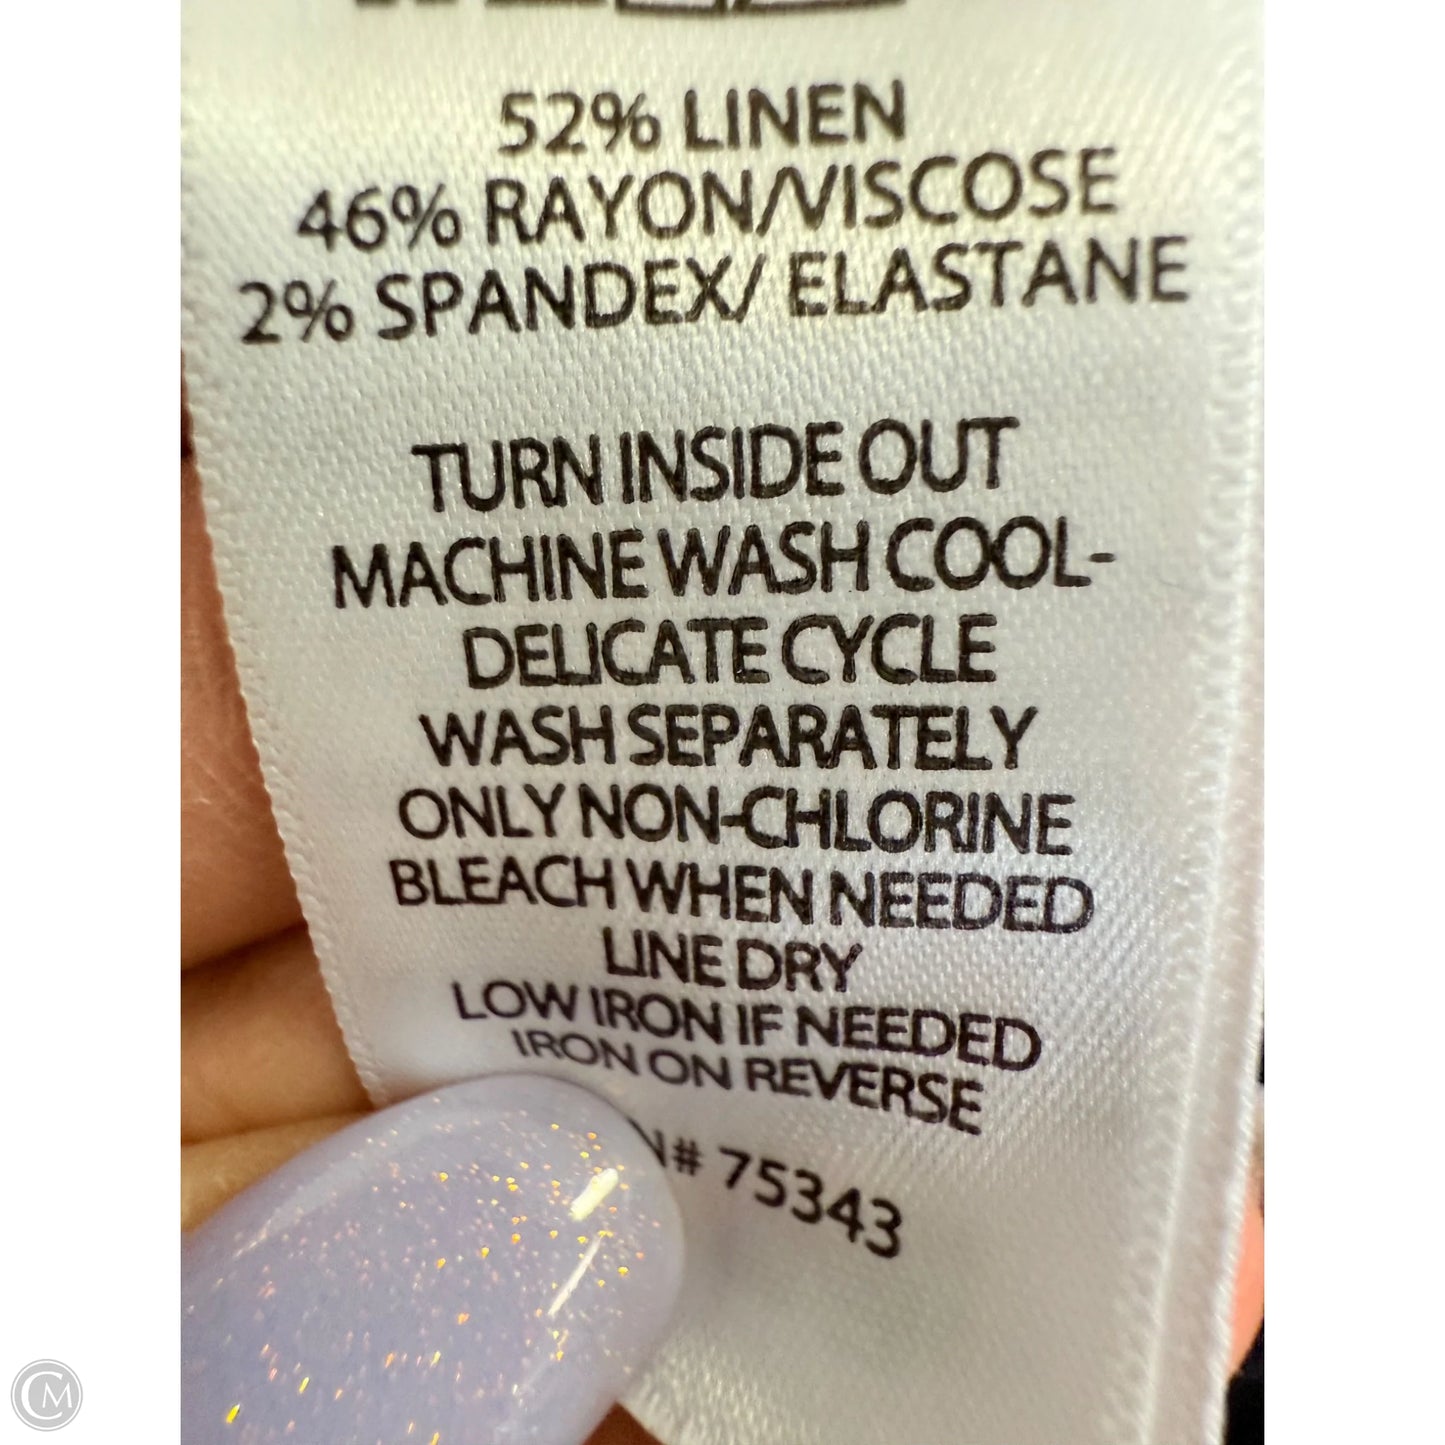 52% LINEN
46% RAYON/VISCOSE
2% SPANDEX/ ELASTANE
TURN INSIDE OUT
MACHINE WASH COOL-
DELICATE CYCLE
WASH SEPARATELY
ONLY NON-CHLORINE
BLEACH WHEN NEEDED
LINE DRY
LOW IRON IF NEEDED
IRON ON REVERSE
N# 75343
CM